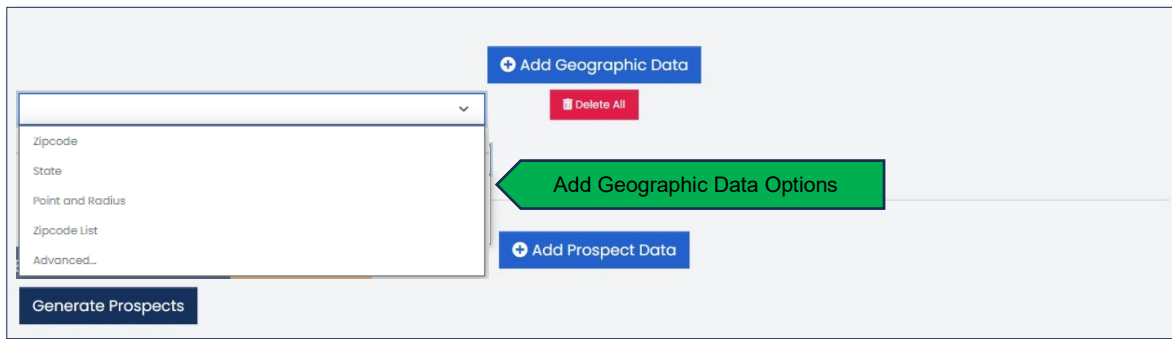 Add Geographic Data
Delete All
Zipcode
State
Point and Radius
Zipcode List
Advanced...
Add Geographic Data Options
Add Prospect Data
Generate Prospects